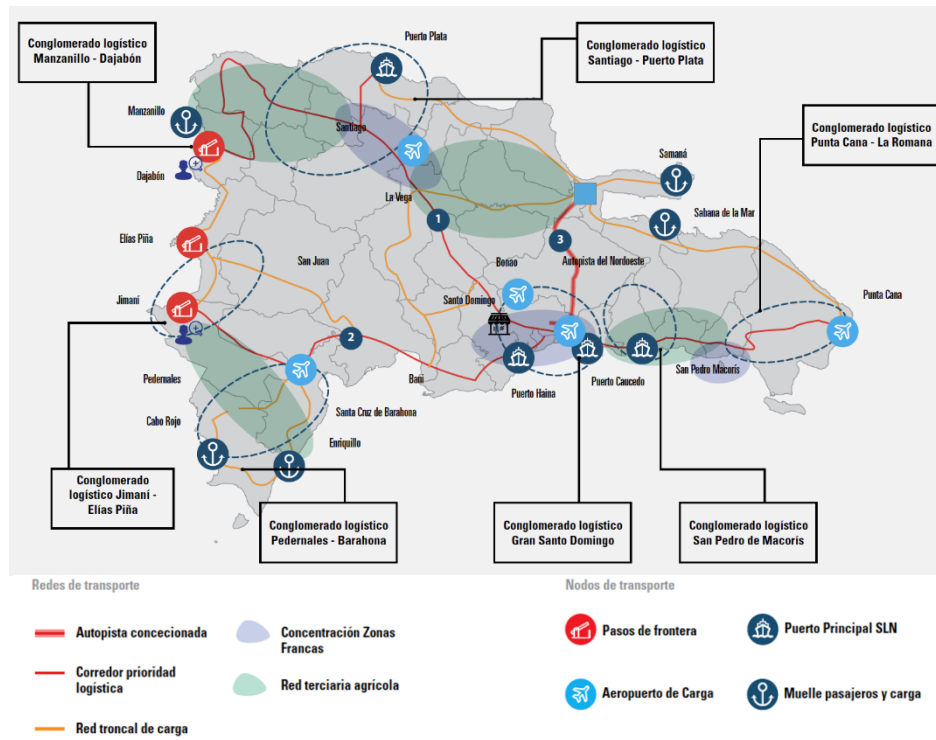 Conglomerado logístico
Manzanillo - Dajabón
Conglomerado logístico
Santiago - Puerto Plata
Conglomerado logístico
Punta Cana - La Romana
Puerto Plata
Manzanillo
Santiago
Dajabón
Samaná
La Vega
Sabana de la Mar
1
3
Elías Piña
San Juan
Bonao
Autopista del Nordoeste
Jimaní
Santo Domingo
Punta Cana
2
Pedernales
Bani
San Pedro Macorís
Puerto Haina
Puerto Caucedo
Cabo Rojo
Santa Cruz de Barahona
Enriquillo
Conglomerado
logístico Jimaní -
Elías Piña
Conglomerado logístico
Pedernales - Barahona
Conglomerado logístico
Gran Santo Domingo
Conglomerado logístico
San Pedro de Macorís
Redes de transporte
Autopista concecionada
Corredor prioridad
logística
Red troncal de carga
Concentración Zonas
Francas
Red terciaria agrícola
Nodos de transporte
Pasos de frontera
Aeropuerto de Carga
Puerto Principal SLN
Muelle pasajeros y carga